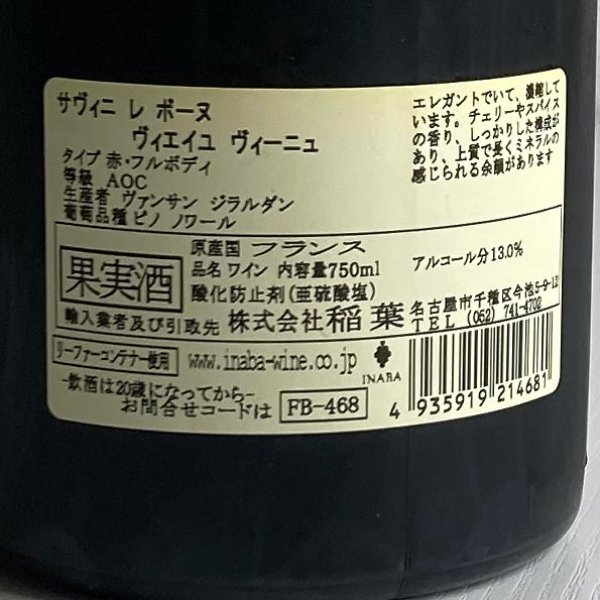 サヴィニ レ ボーヌ
ヴィエイユ ヴィーニュ
タイプ 赤・フルボディ
等級 AOC
生産者 ヴァンサン ジラルダン
葡萄品種 ピノ ノワール
エレガントでいて、濃縮して
います。チェリーやスパイス
の香り、しっかりした構成が
あり、上質で長くミネラルの
感じられる余韻があります
果実酒
原産国 フランス
品名 ワイン 内容量750ml
酸化防止剤(亜硫酸塩)
アルコール分13.0%
輸入業者及び引取先 株式会社 稲葉
名古屋市千種区今池5-9-12
TEL (052) 741-4702
リーファーコンテナー使用
www.inaba-wine.co.jp
INABA
-飲酒は20歳になってから-
お問合せコードは FB-468
4 935919 214681